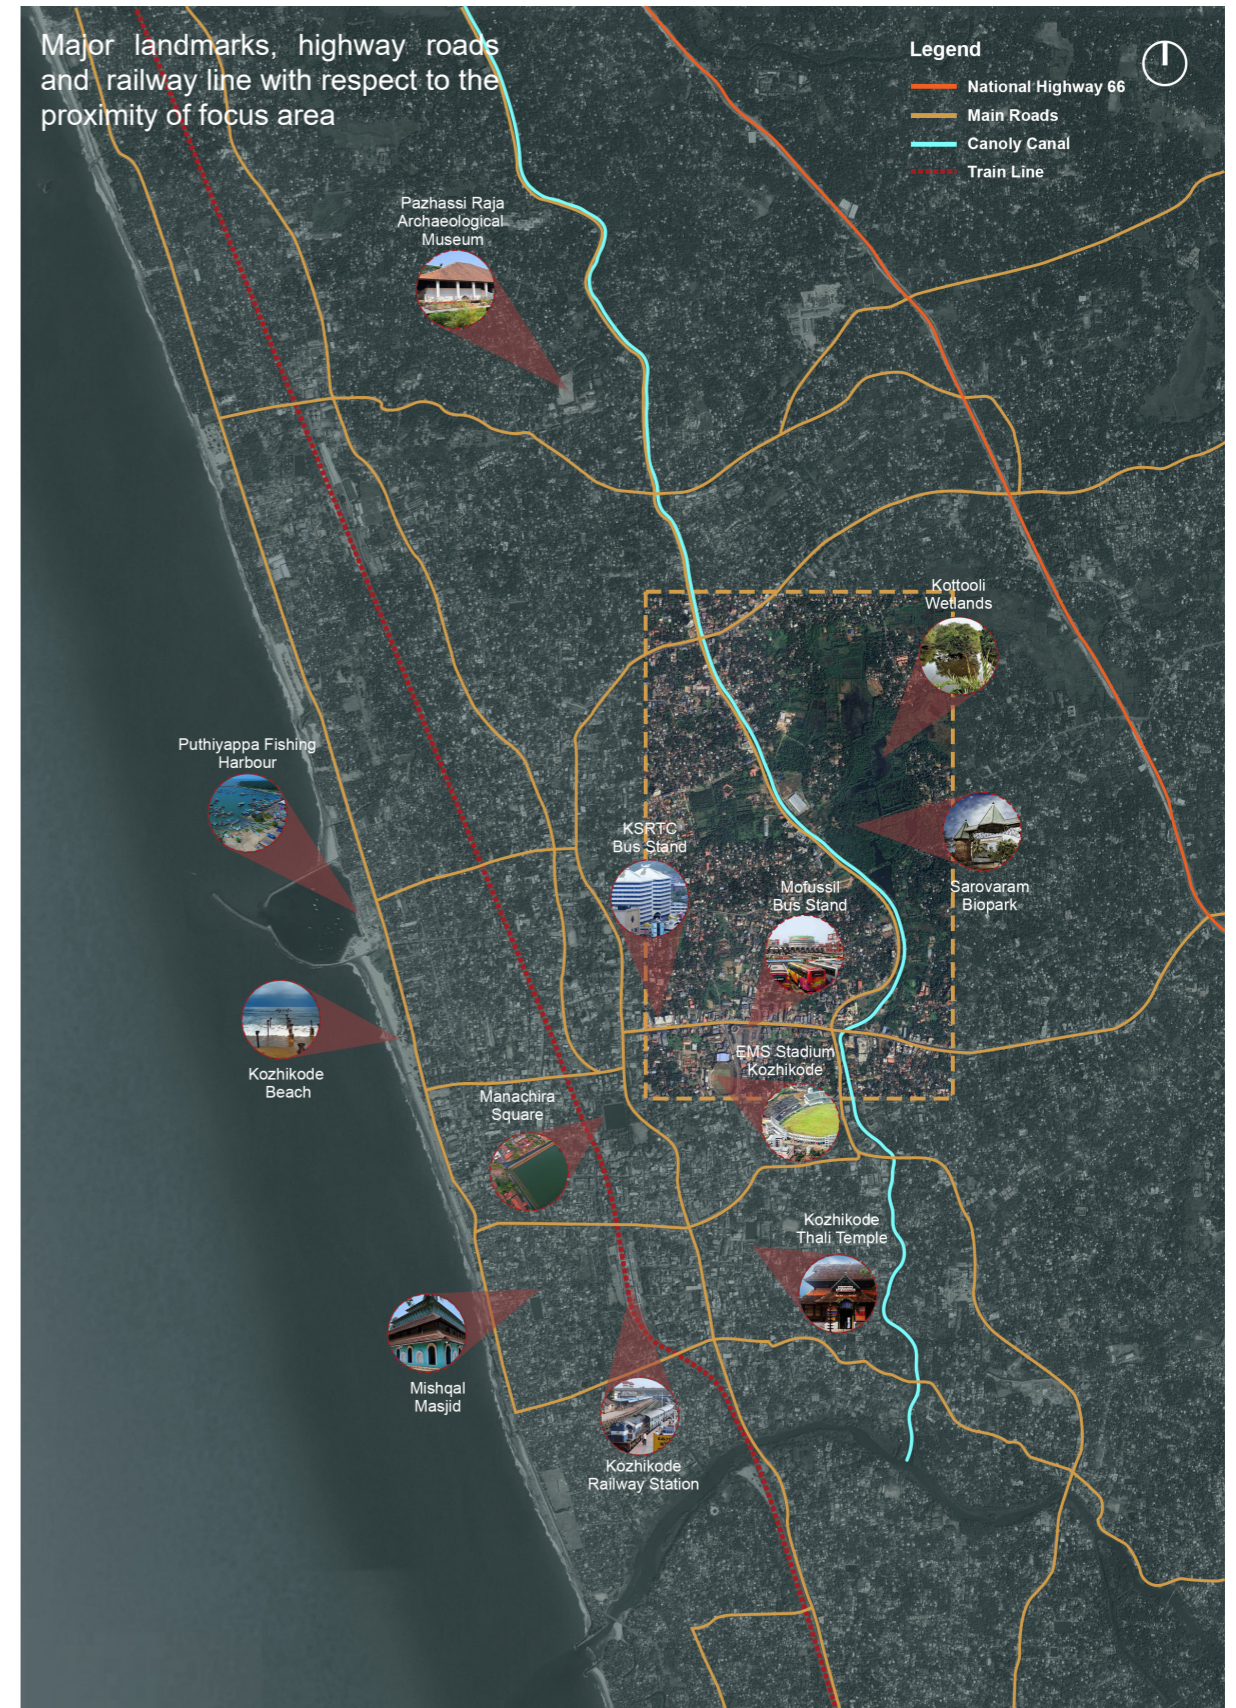 Major landmarks, highway roads
and railway line with respect to the
proximity of focus area
Legend
National Highway 66
Main Roads
Canoly Canal
Train Line
Pazhassi Raja
Archaeological
Museum
Kottooli
Wetlands
Puthiyappa Fishing
Harbour
KSRTC
Bus Stand
Mofussil
Bus Stand
Sarovaram
Biopark
Kozhikode
Beach
EMS Stadium
Kozhikode
Manachira
Square
Kozhikode
Thali Temple
Mishqal
Masjid
Kozhikode
Railway Station